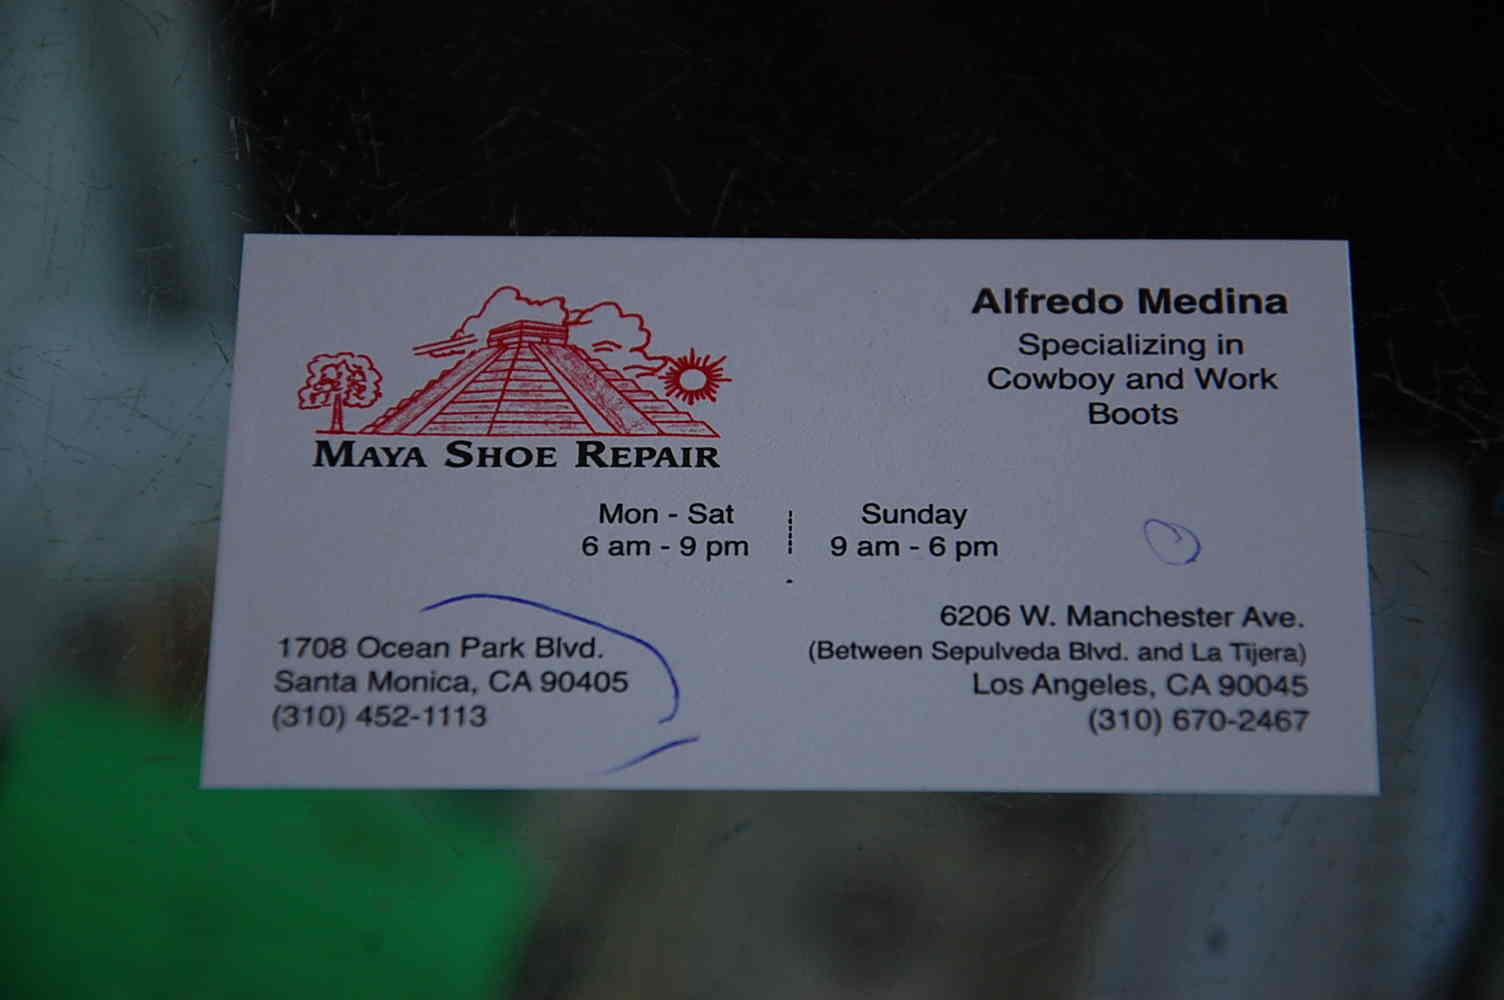 MAYA SHOE REPAIR
Alfredo Medina
Specializing in
Cowboy and Work
Boots
Mon - Sat
6 am - 9 pm
Sunday
9 am - 6 pm
1708 Ocean Park Blvd.
Santa Monica, CA 90405
(310) 452-1113
6206 W. Manchester Ave.
(Between Sepulveda Blvd. and La Tijera)
Los Angeles, CA 90045
(310) 670-2467